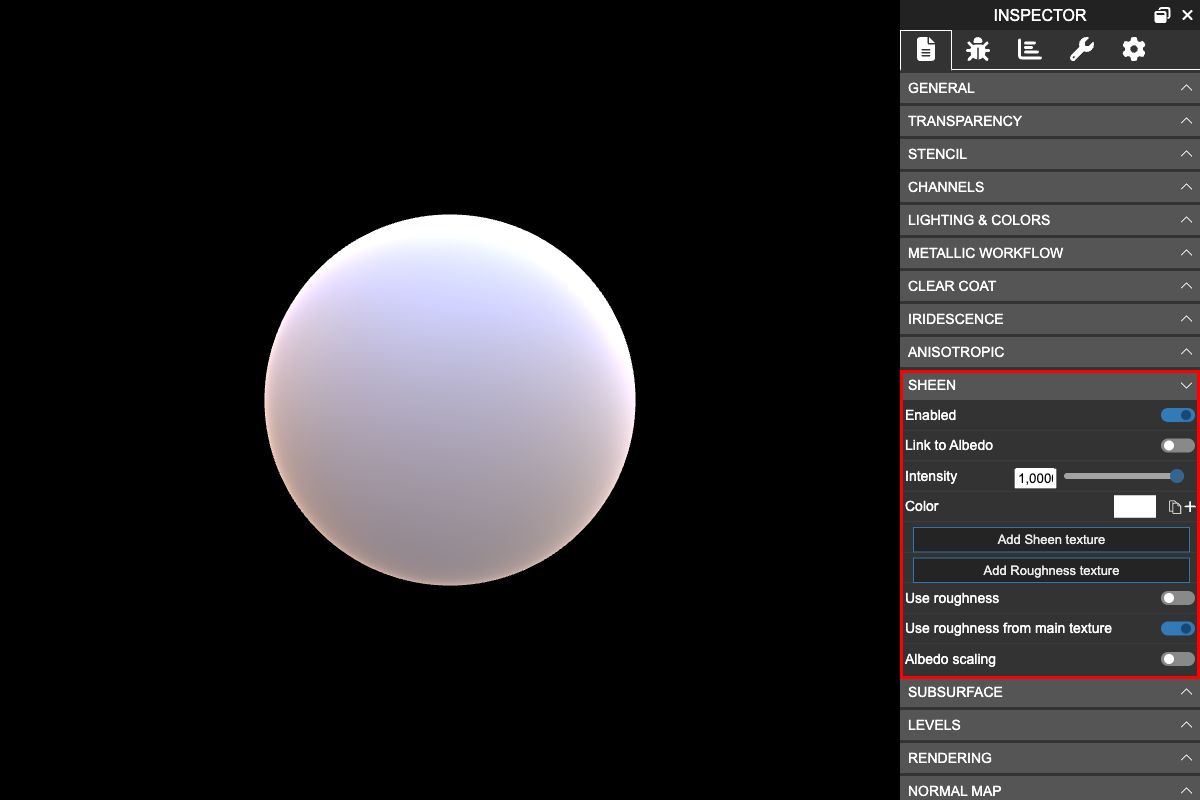 INSPECTOR
GENERAL
TRANSPARENCY
STENCIL
CHANNELS
LIGHTING & COLORS
METALLIC WORKFLOW
CLEAR COAT
IRIDESCENCE
ANISOTROPIC
SHEEN
Enabled
Link to Albedo
Intensity 1,000
Color
Add Sheen texture
Add Roughness texture
Use roughness
Use roughness from main texture
Albedo scaling
SUBSURFACE
LEVELS
RENDERING
NORMAL MAP